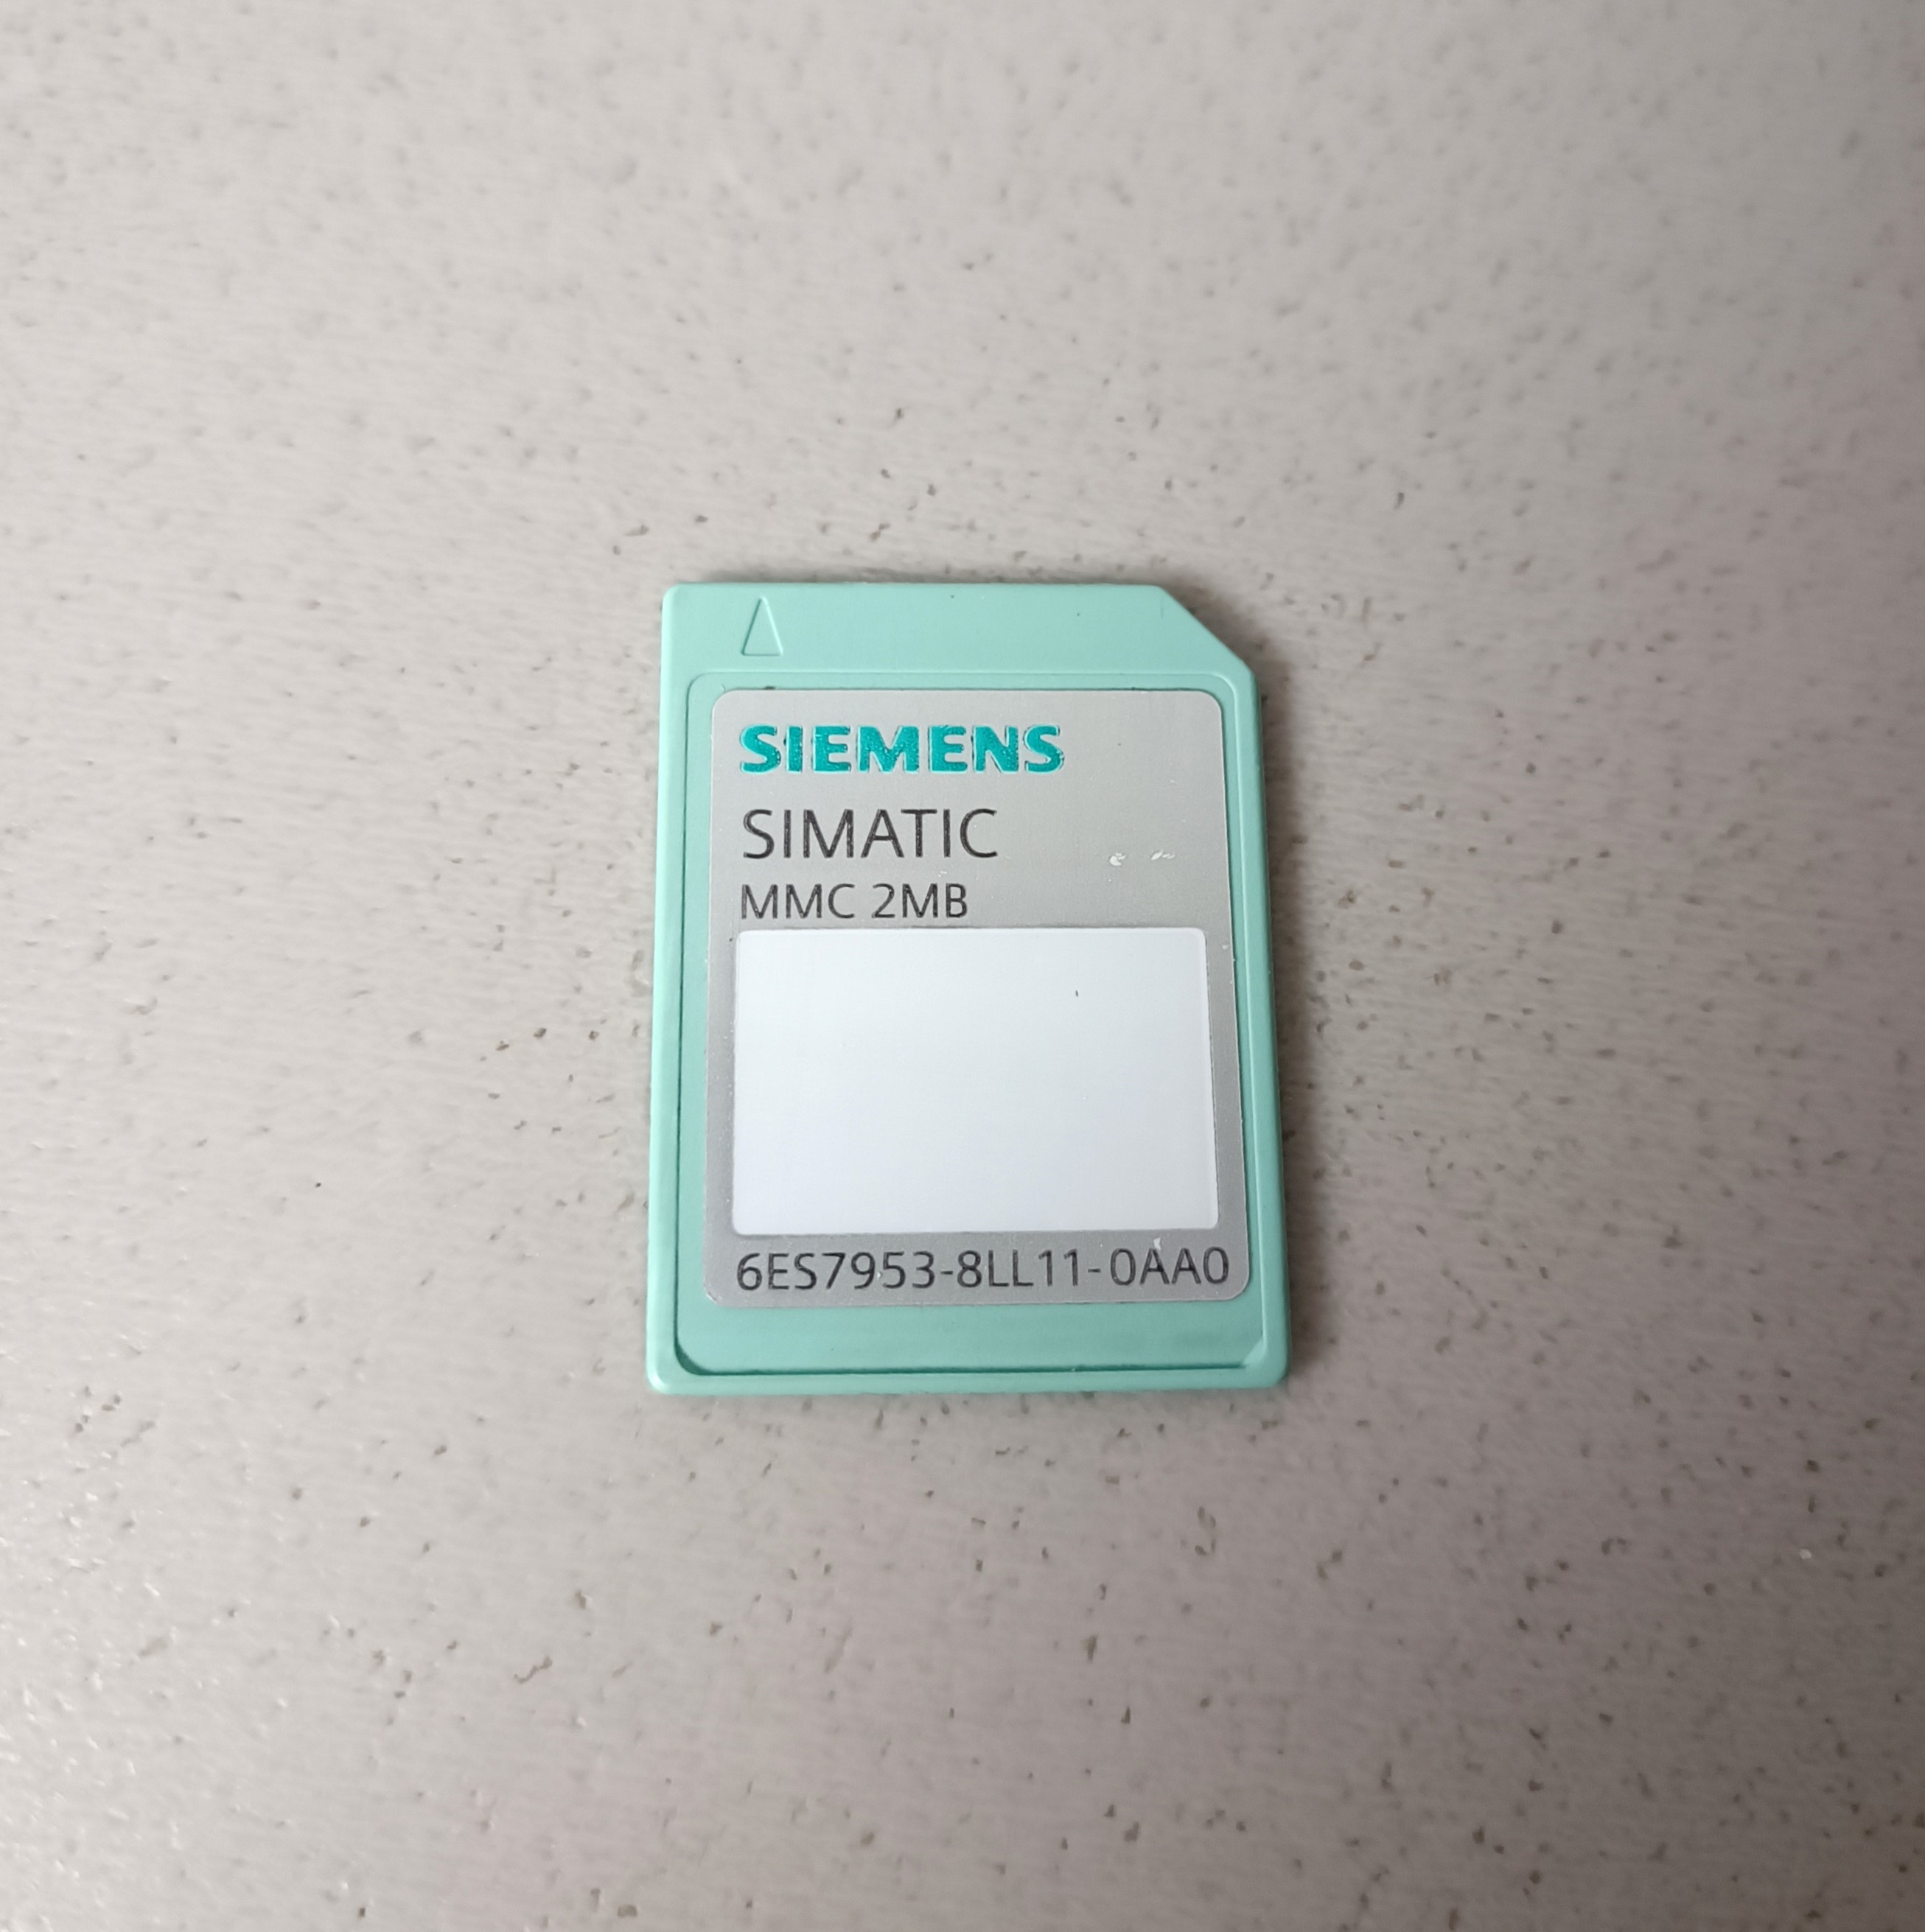 SIEMENS
SIMATIC
MMC 2MB
6ES7953-8LL11-0AA0